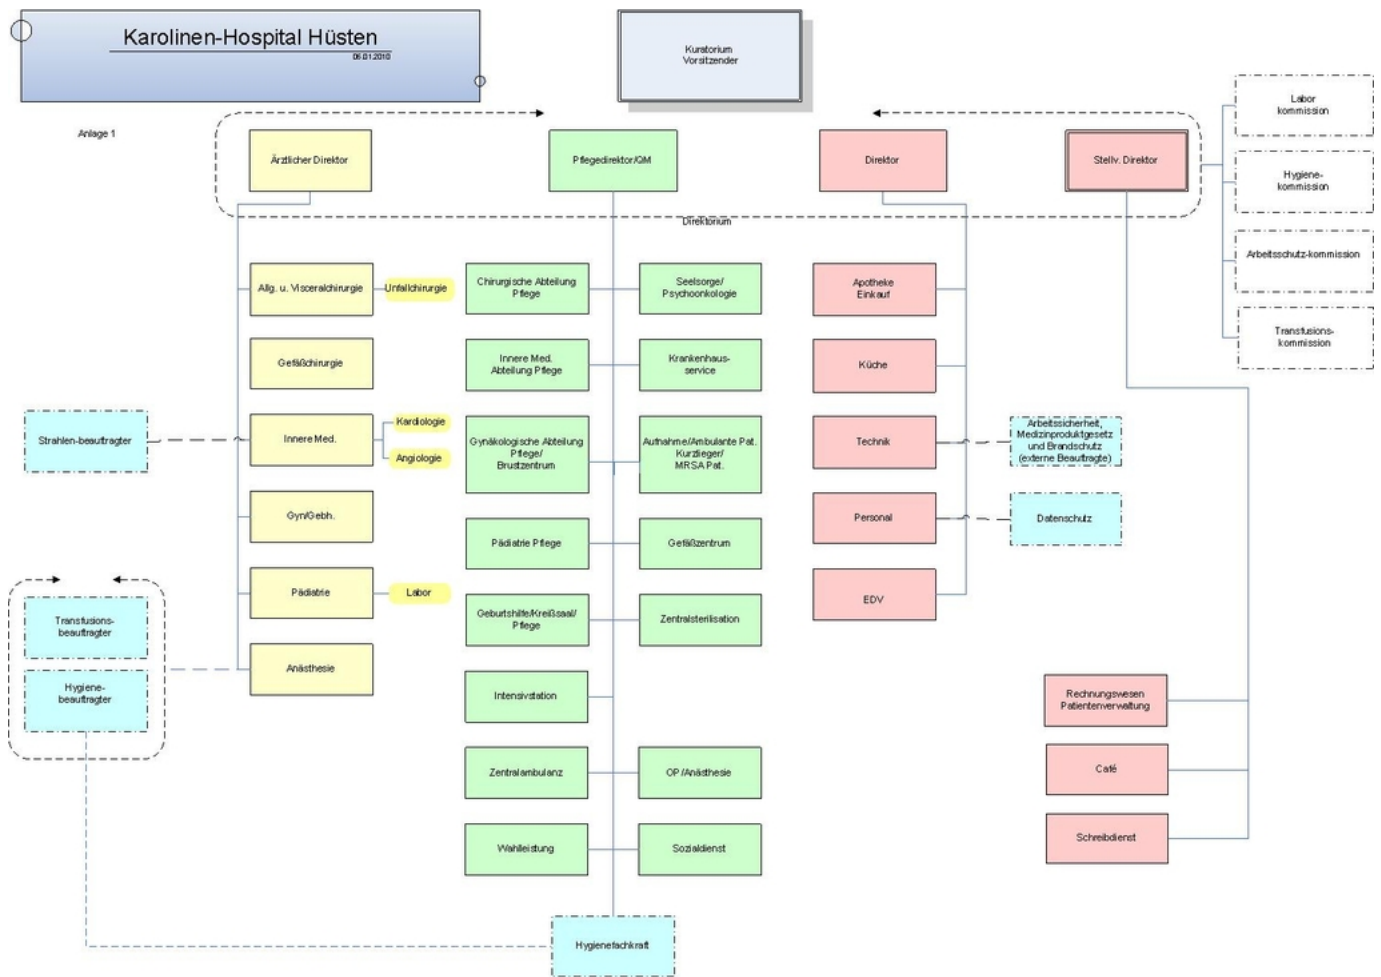 Karolinen-Hospital Hüsten
06.01.2010
Kuratorium
Vorsitzender
Anlage 1
Ärztlicher Direktor
Pflegedirektor/QM
Direktor
Stellv. Direktor
Direktorium
Labor
kommission
Hygiene-
kommission
Arbeitsschutz-kommission
Transfusions-
kommission
Allg. u. Visceralchirurgie
Unfallchirurgie
Gefäßchirurgie
Strahlen-beauftragter
Innere Med.
Kardiologie
Angiologie
Gyn/Gebh.
Pädiatrie
Labor
Anästhesie
Transfusions-
beauftragter
Hygiene-
beauftragter
Chirurgische Abteilung
Pflege
Seelsorge/
Psychoonkologie
Innere Med.
Abteilung Pflege
Krankenhaus-
service
Gynäkologische Abteilung
Pflege/
Brustzentrum
Aufnahme/Ambulante Pat.
Kurzlieger/
MRSA Pat.
Pädiatrie Pflege
Gefäßzentrum
Geburtshilfe/Kreißsaal/
Pflege
Zentralsterilisation
Intensivstation
Zentralambulanz
OP/Anästhesie
Wahlleistung
Sozialdienst
Hygienefachkraft
Apotheke
Einkauf
Küche
Technik
Arbeitssicherheit,
Medizinproduktgesetz
und Brandschutz
(externe Beauftragte)
Personal
Datenschutz
EDV
Rechnungswesen
Patientenverwaltung
Café
Schreibdienst